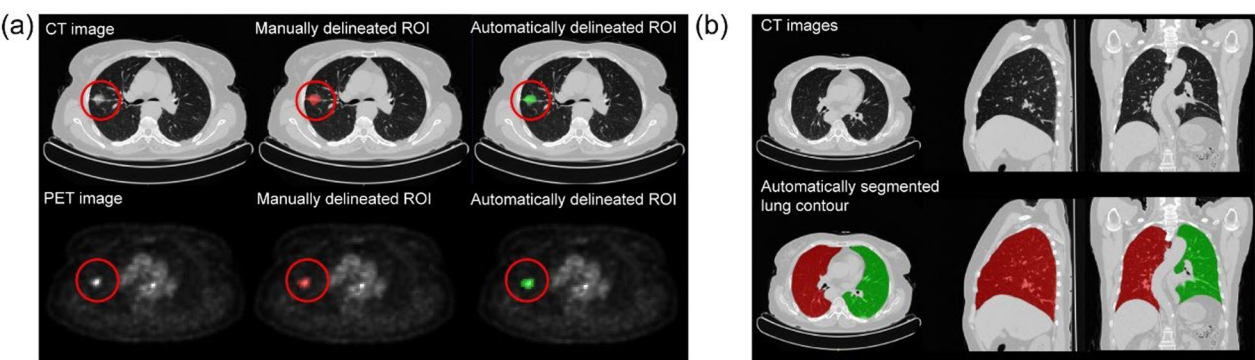 (a)
CT image
Manually delineated ROI
Automatically delineated ROI
PET image
Manually delineated ROI
Automatically delineated ROI
(b)
CT images
Automatically segmented
lung contour